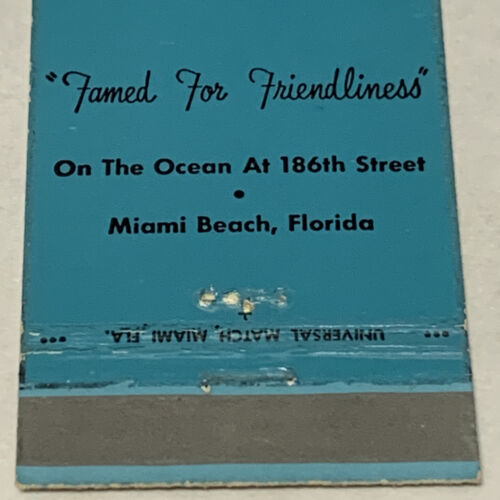 "Famed For Friendliness"
On The Ocean At 186th Street
•
Miami Beach, Florida
••• UNIVERSAL MATCH, MIAMI, FLA. •••